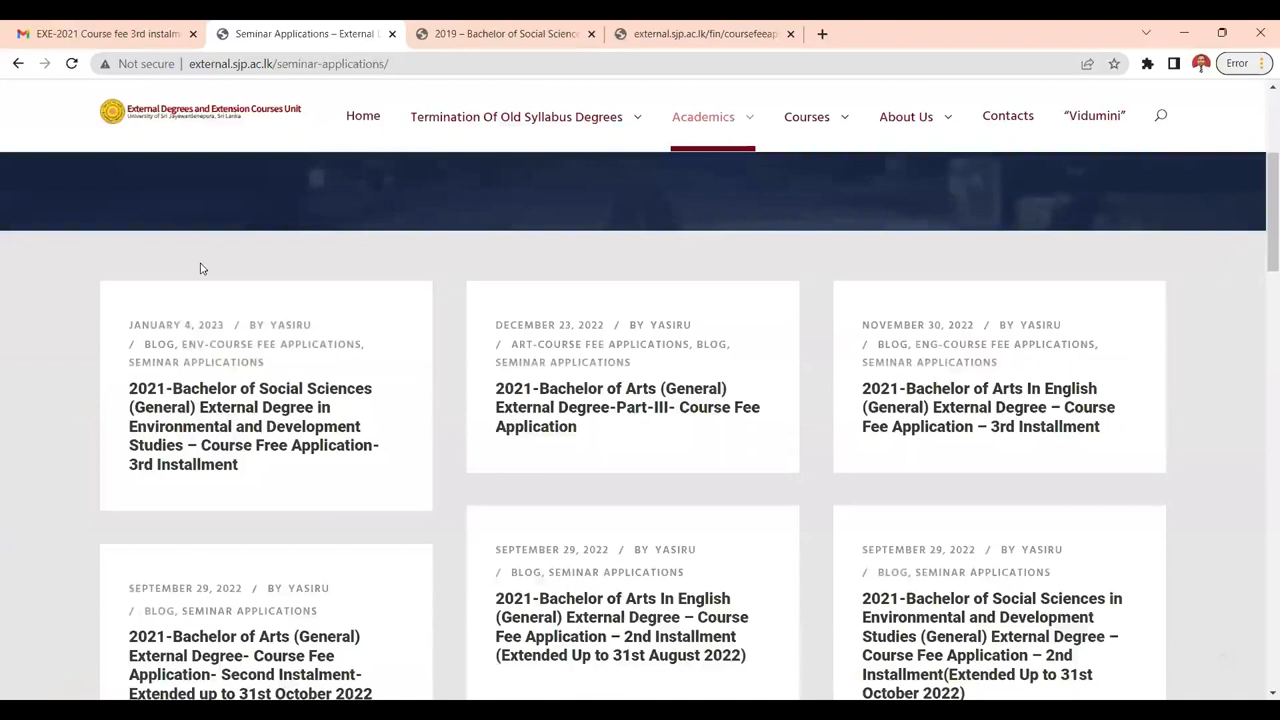 EXE-2021 Course fee 3rd instalm
Seminar Applications – External
2019 – Bachelor of Social Scienc
external.sjp.ac.lk/fin/coursefeeap
Not secure
external.sjp.ac.lk/seminar-applications/
Error
External Degrees and Extension Courses Unit
University of Sri Jayewardenepura, Sri Lanka
Home
Termination Of Old Syllabus Degrees
Academics
Courses
About Us
Contacts
“Vidumini”
JANUARY 4, 2023 / BY YASIRU
/ BLOG, ENV-COURSE FEE APPLICATIONS,
SEMINAR APPLICATIONS
2021-Bachelor of Social Sciences
(General) External Degree in
Environmental and Development
Studies – Course Free Application-
3rd Installment
DECEMBER 23, 2022 / BY YASIRU
/ ART-COURSE FEE APPLICATIONS, BLOG,
SEMINAR APPLICATIONS
2021-Bachelor of Arts (General)
External Degree-Part-III- Course Fee
Application
NOVEMBER 30, 2022 / BY YASIRU
/ BLOG, ENG-COURSE FEE APPLICATIONS,
SEMINAR APPLICATIONS
2021-Bachelor of Arts In English
(General) External Degree – Course
Fee Application – 3rd Installment
SEPTEMBER 29, 2022 / BY YASIRU
/ BLOG, SEMINAR APPLICATIONS
2021-Bachelor of Arts (General)
External Degree- Course Fee
Application- Second Instalment-
Extended up to 31st October 2022
SEPTEMBER 29, 2022 / BY YASIRU
/ BLOG, SEMINAR APPLICATIONS
2021-Bachelor of Arts In English
(General) External Degree – Course
Fee Application – 2nd Installment
(Extended Up to 31st August 2022)
SEPTEMBER 29, 2022 / BY YASIRU
/ BLOG, SEMINAR APPLICATIONS
2021-Bachelor of Social Sciences in
Environmental and Development
Studies (General) External Degree –
Course Fee Application – 2nd
Installment(Extended Up to 31st
October 2022)